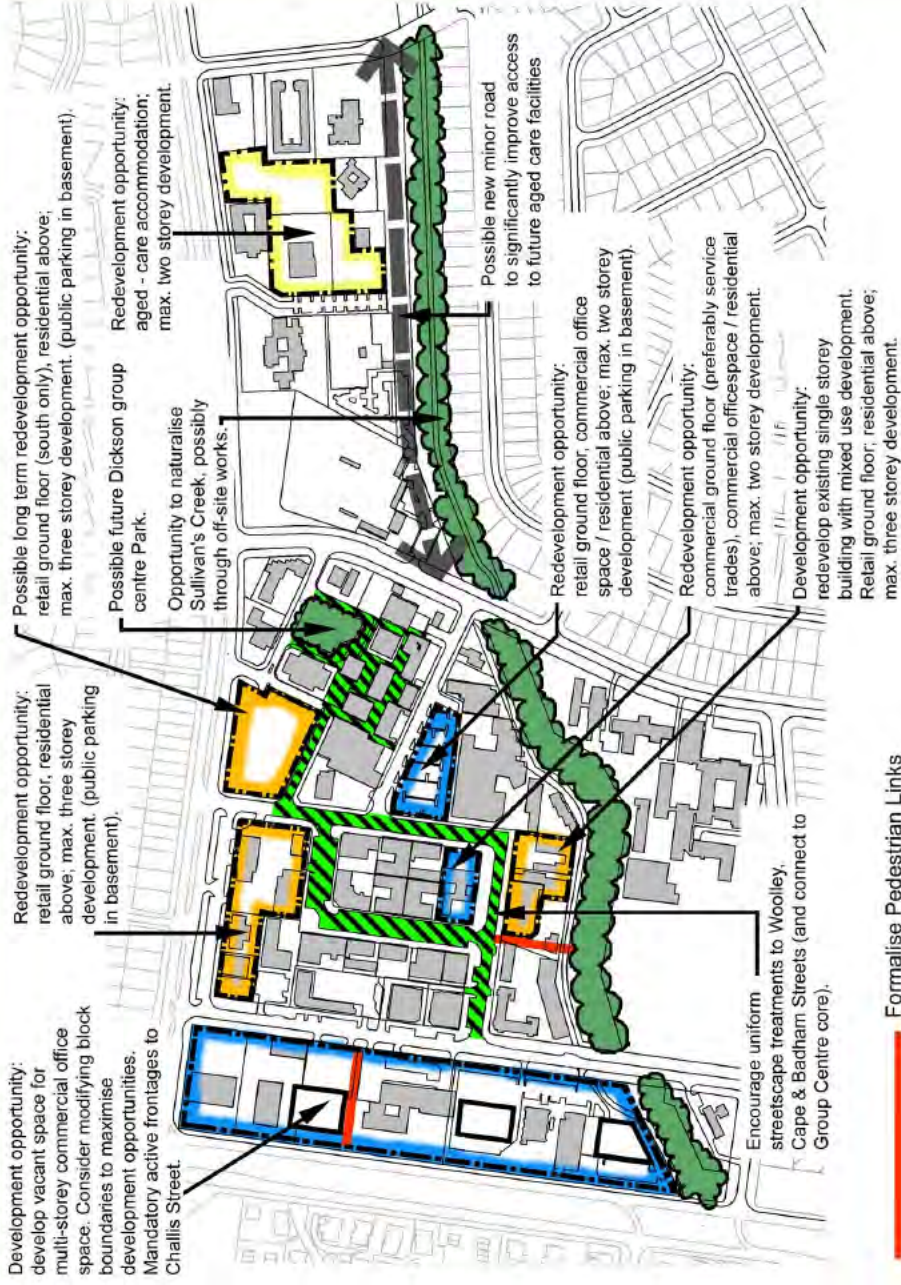 Development opportunity:
develop vacant space for
multi-storey commercial office
space. Consider modifying block
boundaries to maximise
development opportunities.
Mandatory active frontages to
Challis Street.
Redevelopment opportunity:
retail ground floor, residential
above; max. three storey
development. (public parking
in basement).
Possible long term redevelopment opportunity:
retail ground floor (south only), residential above;
max. three storey development. (public parking in basement).
Possible future Dickson group
centre Park.
Redevelopment opportunity:
aged - care accommodation;
max. two storey development.
Opportunity to naturalise
Sullivan's Creek, possibly
through off-site works.
Possible new minor road
to significantly improve access
to future aged care facilities
Redevelopment opportunity:
retail ground floor, commercial office
space / residential above; max. two storey
development (public parking in basement).
Redevelopment opportunity:
commercial ground floor (preferably service
trades), commercial officespace / residential
above; max. two storey development.
Development opportunity:
redevelop existing single storey
building with mixed use development.
Retail ground floor; residential above;
max. three storey development.
Encourage uniform
streetscape treatments to Woolley,
Cape & Badham Streets (and connect to
Group Centre core).
Formalise Pedestrian Links